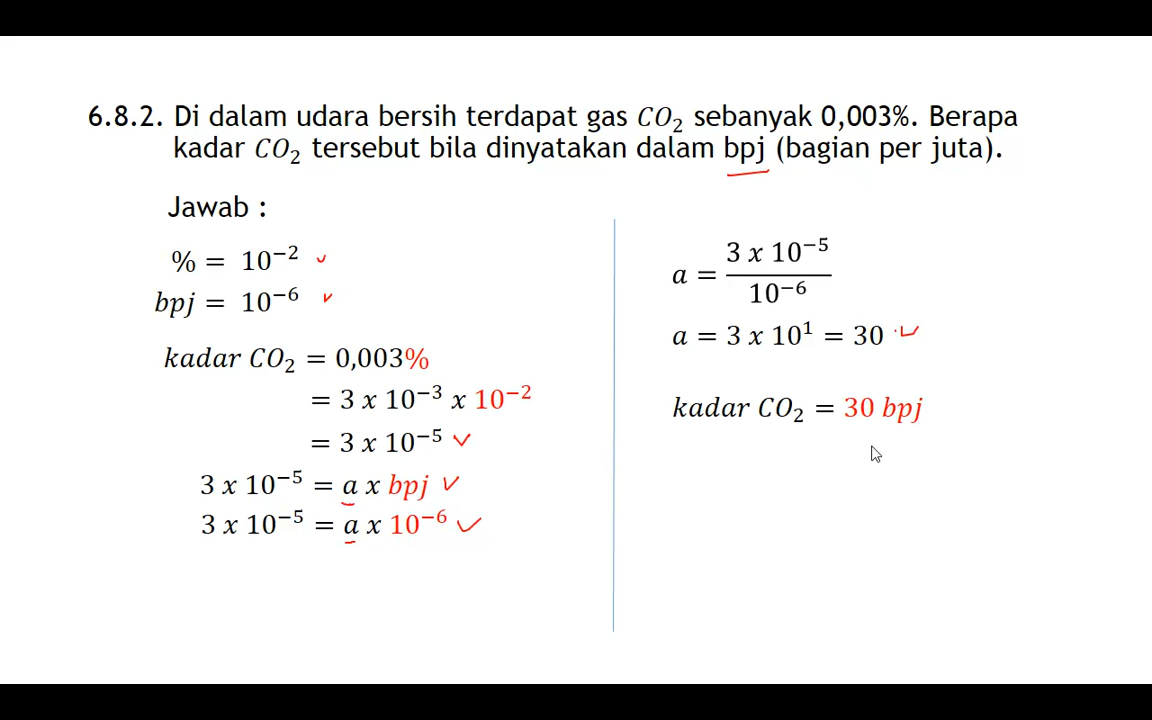 6.8.2. Di dalam udara bersih terdapat gas CO₂ sebanyak 0,003%. Berapa
kadar CO₂ tersebut bila dinyatakan dalam bpj (bagian per juta).
Jawab :
% = 10⁻²
bpj = 10⁻⁶
kadar CO₂ = 0,003%
= 3 x 10⁻³ x 10⁻²
= 3 x 10⁻⁵
3 x 10⁻⁵ = a x bpj
3 x 10⁻⁵ = a x 10⁻⁶
a = 3 x 10⁻⁵ / 10⁻⁶
a = 3 x 10¹ = 30
kadar CO₂ = 30 bpj